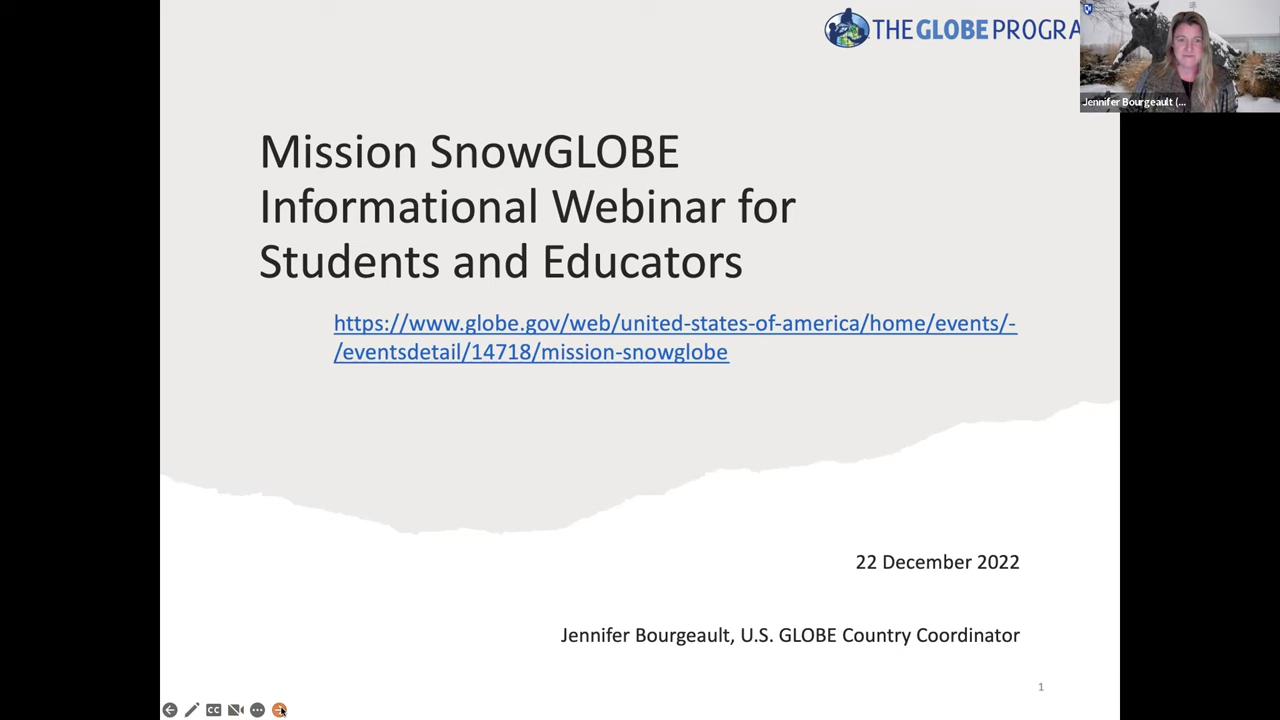 THE GLOBE PROGRA
Jennifer Bourgeault (...
Mission SnowGLOBE
Informational Webinar for
Students and Educators
https://www.globe.gov/web/united-states-of-america/home/events/-
/eventsdetail/14718/mission-snowglobe
22 December 2022
Jennifer Bourgeault, U.S. GLOBE Country Coordinator
1
CC